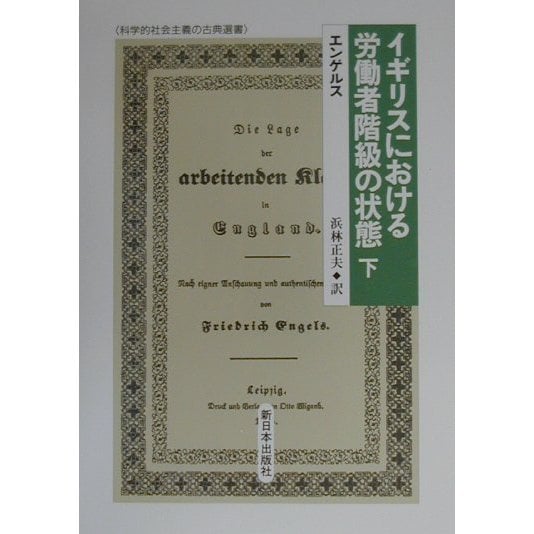 〈科学的社会主義の古典選書〉
イギリスにおける
労働者階級の状態 下
エンゲルス
浜林正夫◆訳
Die Lage
der
arbeitenden Kla
in
England.
Nach eigner Anschauung und authentischen
von
Friedrich Engels.
Leipzig.
Druck und Verlag von Otto Wigand.
新日本出版社